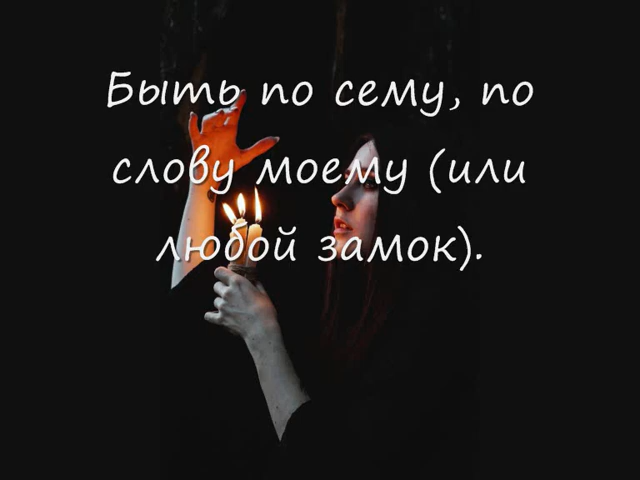 Быть по сему, по
слову моему (или
любой замок).